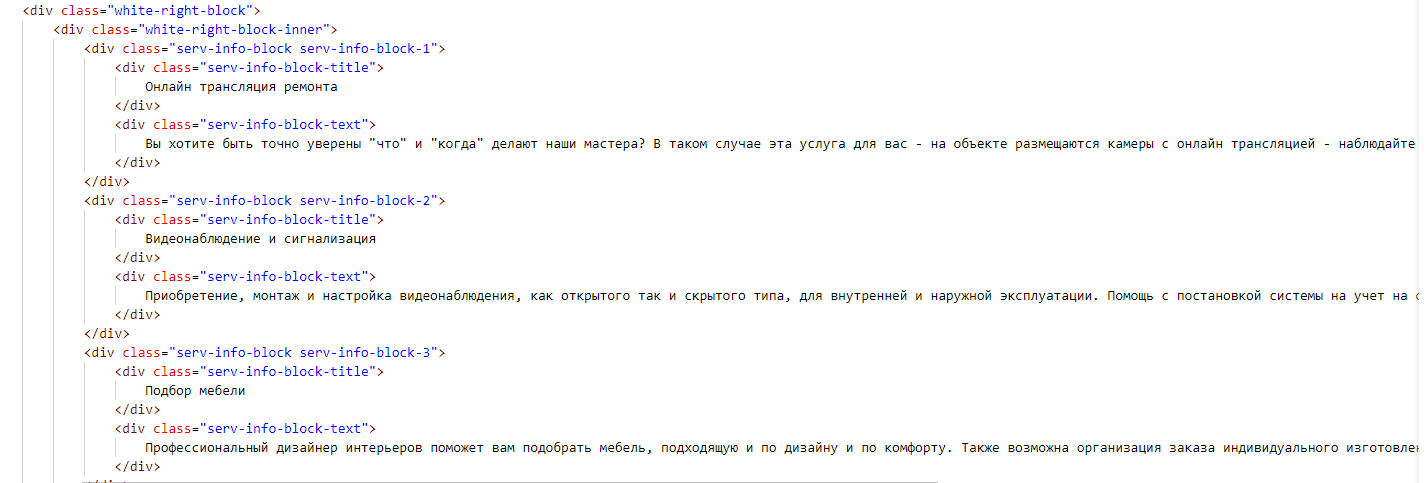 <div class="white-right-block">
<div class="white-right-block-inner">
<div class="serv-info-block serv-info-block-1">
<div class="serv-info-block-title">
Онлайн трансляция ремонта
</div>
<div class="serv-info-block-text">
Вы хотите быть точно уверены "что" и "когда" делают наши мастера? В таком случае эта услуга для вас - на объекте размещаются камеры с онлайн трансляцией - наблюдайте
</div>
</div>
<div class="serv-info-block serv-info-block-2">
<div class="serv-info-block-title">
Видеонаблюдение и сигнализация
</div>
<div class="serv-info-block-text">
Приобретение, монтаж и настройка видеонаблюдения, как открытого так и скрытого типа, для внутренней и наружной эксплуатации. Помощь с постановкой системы на учет на
</div>
</div>
<div class="serv-info-block serv-info-block-3">
<div class="serv-info-block-title">
Подбор мебели
</div>
<div class="serv-info-block-text">
Профессиональный дизайнер интерьеров поможет вам подобрать мебель, подходящую и по дизайну и по комфорту. Также возможна организация заказа индивидуального
</div>